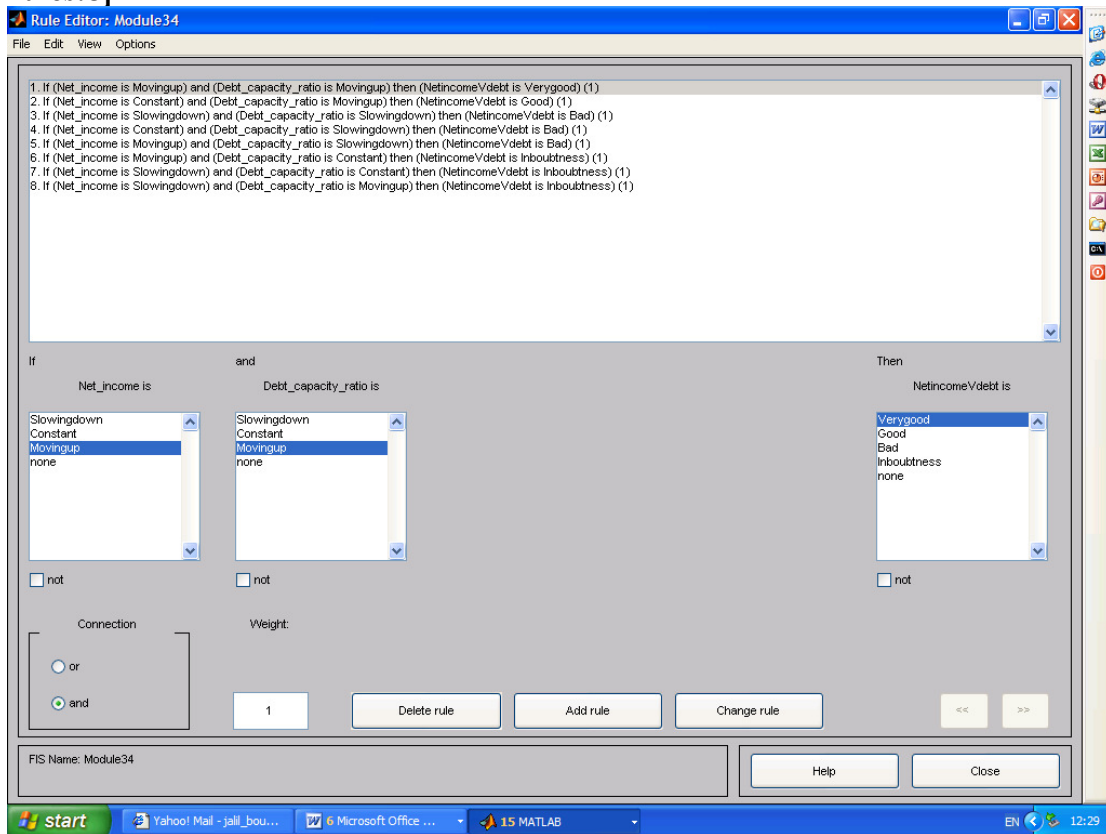 Rule Editor: Module34
File Edit View Options
1. If (Net_income is Movingup) and (Debt_capacity_ratio is Movingup) then (NetincomeVdebt is Verygood) (1)
2. If (Net_income is Constant) and (Debt_capacity_ratio is Movingup) then (NetincomeVdebt is Good) (1)
3. If (Net_income is Slowingdown) and (Debt_capacity_ratio is Slowingdown) then (NetincomeVdebt is Bad) (1)
4. If (Net_income is Constant) and (Debt_capacity_ratio is Slowingdown) then (NetincomeVdebt is Bad) (1)
5. If (Net_income is Movingup) and (Debt_capacity_ratio is Slowingdown) then (NetincomeVdebt is Bad) (1)
6. If (Net_income is Movingup) and (Debt_capacity_ratio is Constant) then (NetincomeVdebt is Inboubtness) (1)
7. If (Net_income is Slowingdown) and (Debt_capacity_ratio is Constant) then (NetincomeVdebt is Inboubtness) (1)
8. If (Net_income is Slowingdown) and (Debt_capacity_ratio is Movingup) then (NetincomeVdebt is Inboubtness) (1)
If and Then
Net_income is Debt_capacity_ratio is NetincomeVdebt is
Slowingdown
Constant
Movingup
none
Slowingdown
Constant
Movingup
none
Verygood
Good
Bad
Inboubtness
none
not not not
Connection Weight:
or
and
1 Delete rule Add rule Change rule << >>
FIS Name: Module34
Help Close
start Yahoo! Mail - jalil_bou... 6 Microsoft Office ... 15 MATLAB EN 12:29